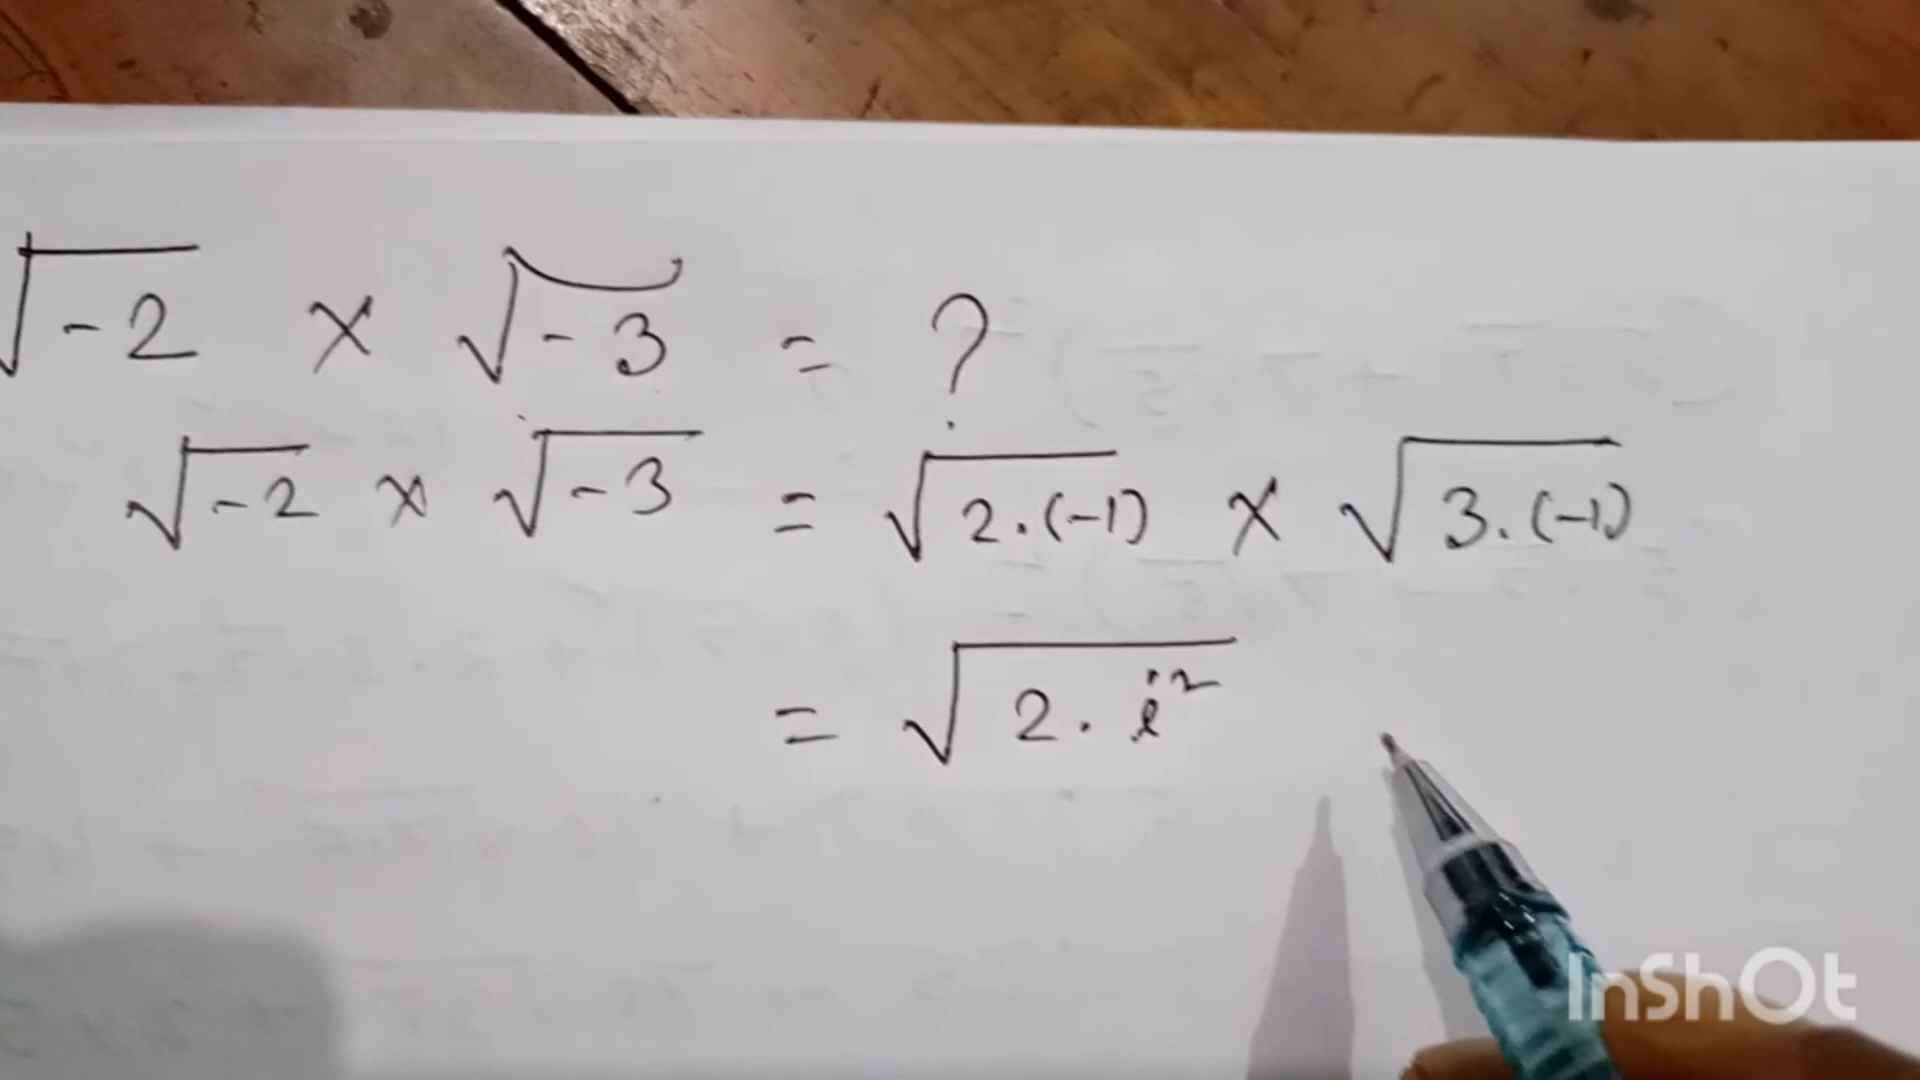 √-2 × √-3 = ?
√-2 × √-3 = √2.(-1) × √3.(-1)
= √2. i²
InShOt